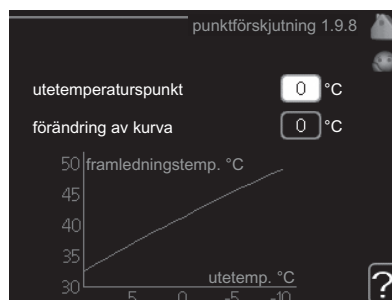 punktförskjutning 1.9.8
utetemperaturspunkt 0 °C
förändring av kurva 0 °C
50 framledningstemp. °C
45
40
35
30
utetemp. °C
5 0 -5 -10
?